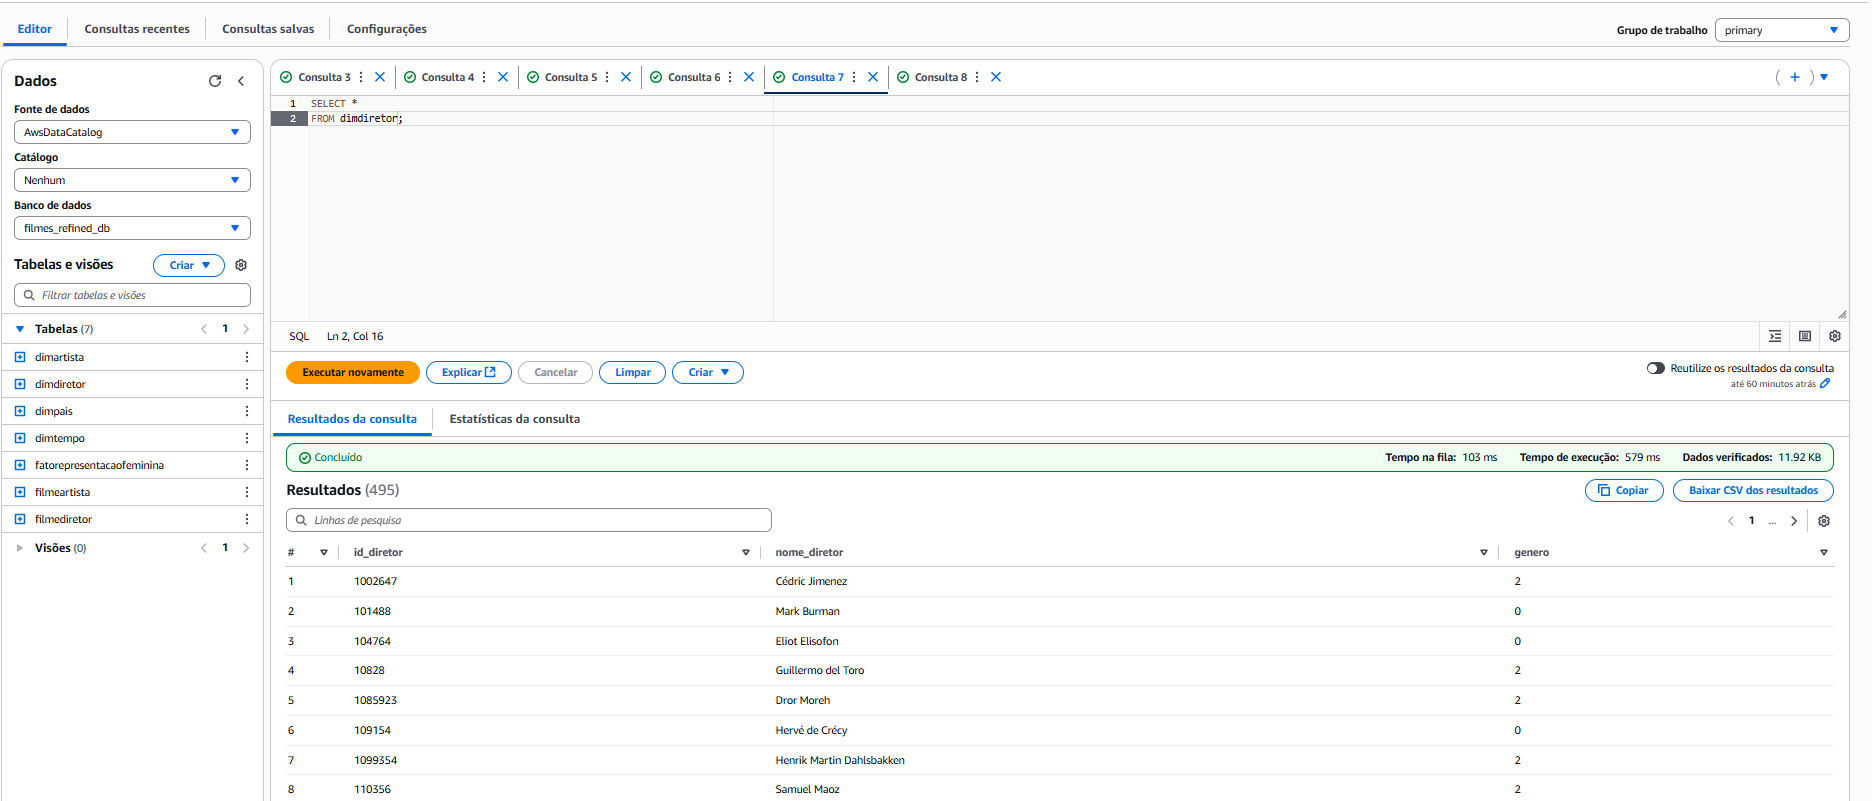 Editor
Consultas recentes
Consultas salvas
Configurações
Grupo de trabalho
primary
Dados
Fonte de dados
AwsDataCatalog
Catálogo
Nenhum
Banco de dados
filmes_refined_db
Tabelas e visões
Criar
Filtrar tabelas e visões
Tabelas (7)
1
dimartista
dimdiretor
dimpais
dimtempo
fatorepresentacaofeminina
filmeartista
filmediretor
Visões (0)
1
Consulta 3
Consulta 4
Consulta 5
Consulta 6
Consulta 7
Consulta 8
1 SELECT *
2 FROM dimdiretor;
SQL Ln 2, Col 16
Executar novamente
Explicar
Cancelar
Limpar
Criar
Reutilize os resultados da consulta
até 60 minutos atrás
Resultados da consulta
Estatísticas da consulta
Concluído
Tempo na fila: 103 ms
Tempo de execução: 579 ms
Dados verificados: 11.92 KB
Resultados (495)
Copiar
Baixar CSV dos resultados
Linhas de pesquisa
1 ...
# id_diretor nome_diretor genero
1 1002647 Cédric Jimenez 2
2 101488 Mark Burman 0
3 104764 Eliot Elisofon 0
4 10828 Guillermo del Toro 2
5 1085923 Dror Moreh 2
6 109154 Hervé de Crécy 0
7 1099354 Henrik Martin Dahlsbakken 2
8 110356 Samuel Maoz 2